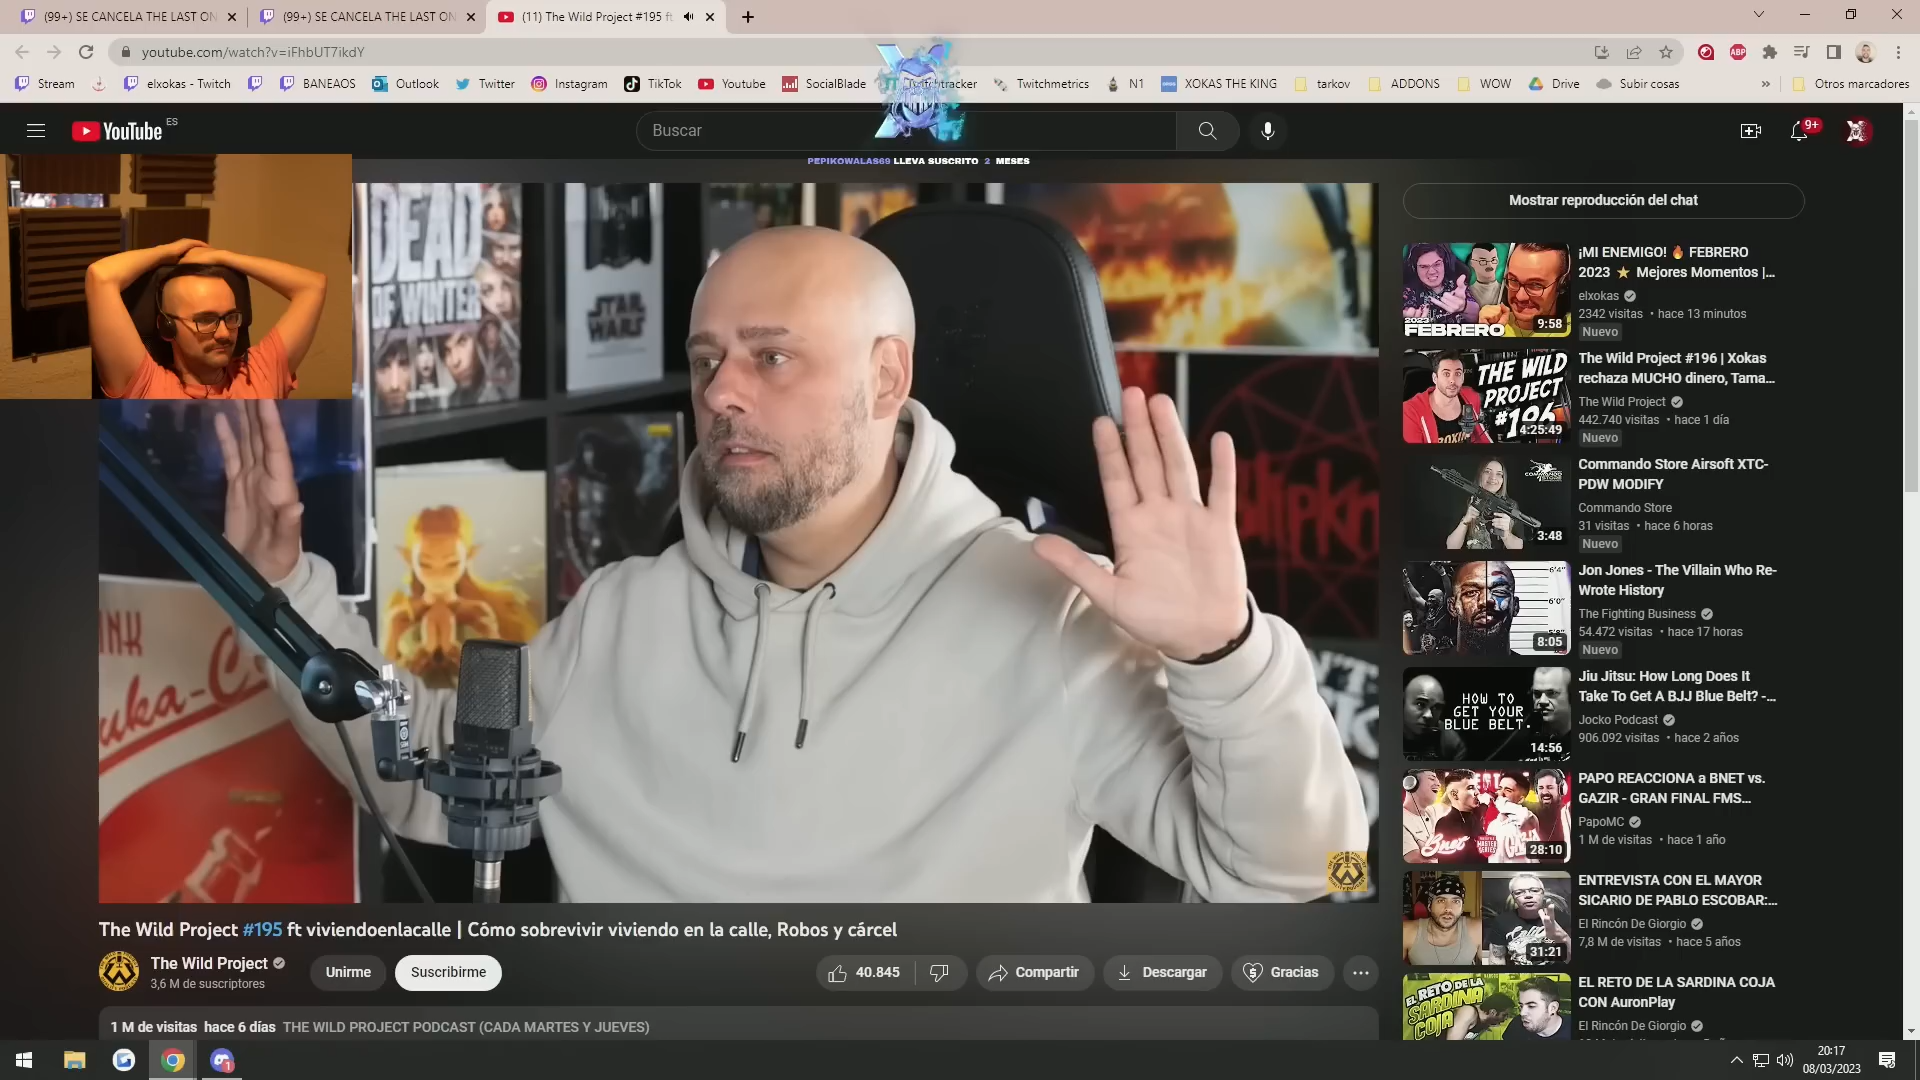 (99+) SE CANCELA THE LAST ON
(99+) SE CANCELA THE LAST ON
(11) The Wild Project #195 ft
youtube.com/watch?v=iFhbUT7ikdY
ABP
Stream
elxokas - Twitch
BANEAOS
Outlook
Twitter
Instagram
TikTok
Youtube
SocialBlade
Twitchtracker
Twitchmetrics
N1
XOKAS THE KING
tarkov
ADDONS
WOW
Drive
Subir cosas
»
Otros marcadores
YouTube ES
Buscar
9+
PEPIKOWALAS69 LLEVA SUSCRITO 2 MESES
DEAD
OF WINTER
STAR
WARS
Mostrar reproducción del chat
¡MI ENEMIGO! 🔥 FEBRERO
2023 ⭐ Mejores Momentos |...
elxokas
2342 visitas • hace 13 minutos
Nuevo
2023
FEBRERO
9:58
The Wild Project #196 | Xokas
rechaza MUCHO dinero, Tama...
The Wild Project
442.740 visitas • hace 1 día
Nuevo
THE WILD
PROJECT
#196
4:25:49
Commando Store Airsoft XTC-
PDW MODIFY
Commando Store
31 visitas • hace 6 horas
Nuevo
3:48
Jon Jones - The Villain Who Re-
Wrote History
The Fighting Business
54.472 visitas • hace 17 horas
Nuevo
6'4"
6'0"
8:05
Jiu Jitsu: How Long Does It
Take To Get A BJJ Blue Belt? -...
Jocko Podcast
906.092 visitas • hace 2 años
HOW TO
GET YOUR
BLUE BELT.
14:56
PAPO REACCIONA a BNET vs.
GAZIR - GRAN FINAL FMS...
PapoMC
1 M de visitas • hace 1 año
Bnet
28:10
ENTREVISTA CON EL MAYOR
SICARIO DE PABLO ESCOBAR:...
El Rincón De Giorgio
7,8 M de visitas • hace 5 años
31:21
EL RETO DE LA SARDINA COJA
CON AuronPlay
El Rincón De Giorgio
EL RETO DE LA
SARDINA
COJA
The Wild Project #195 ft viviendoenlacalle | Cómo sobrevivir viviendo en la calle, Robos y cárcel
The Wild Project
3,6 M de suscriptores
Unirme
Suscribirme
40.845
Compartir
Descargar
Gracias
1 M de visitas hace 6 días THE WILD PROJECT PODCAST (CADA MARTES Y JUEVES)
1
20:17
08/03/2023